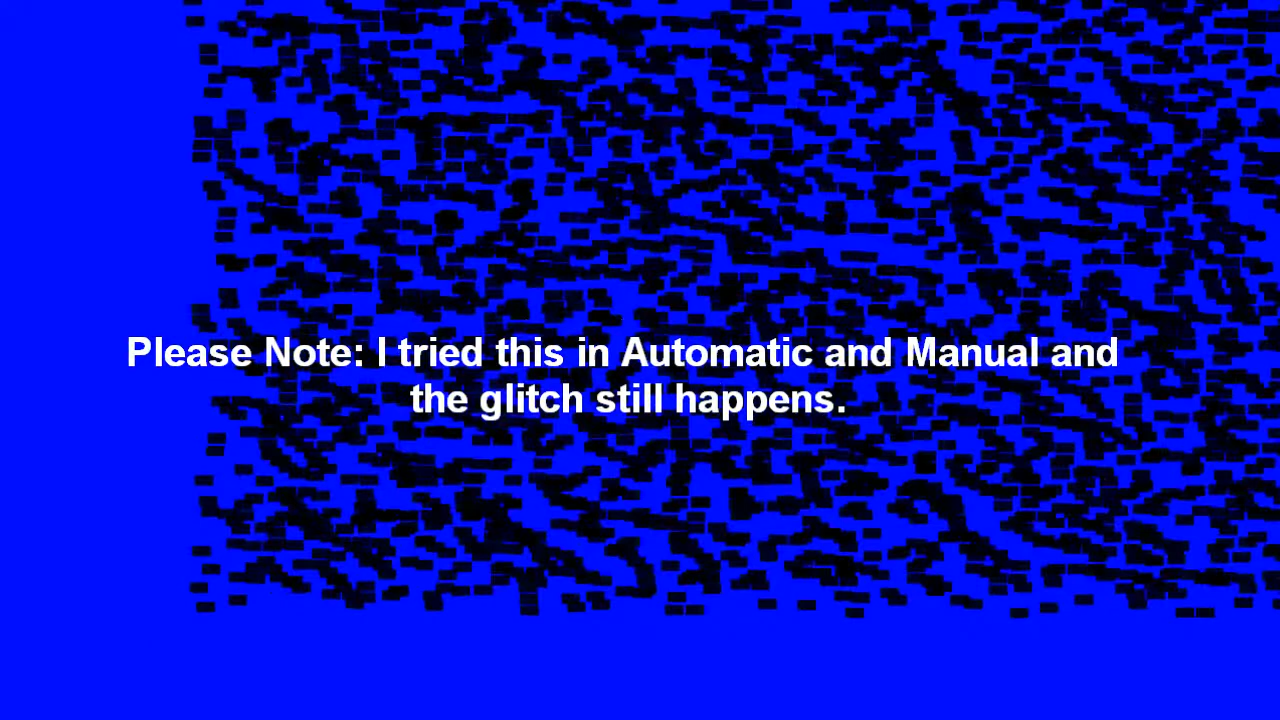 Please Note: I tried this in Automatic and Manual and
the glitch still happens.